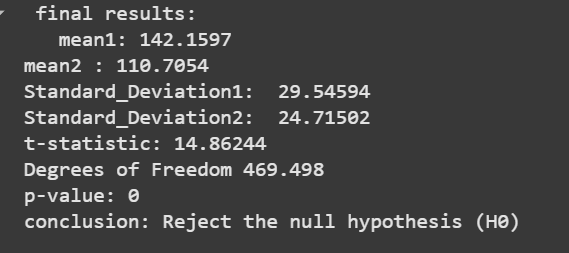 final results:
mean1: 142.1597
mean2 : 110.7054
Standard_Deviation1:  29.54594
Standard_Deviation2:  24.71502
t-statistic: 14.86244
Degrees of Freedom 469.498
p-value: 0
conclusion: Reject the null hypothesis (H0)